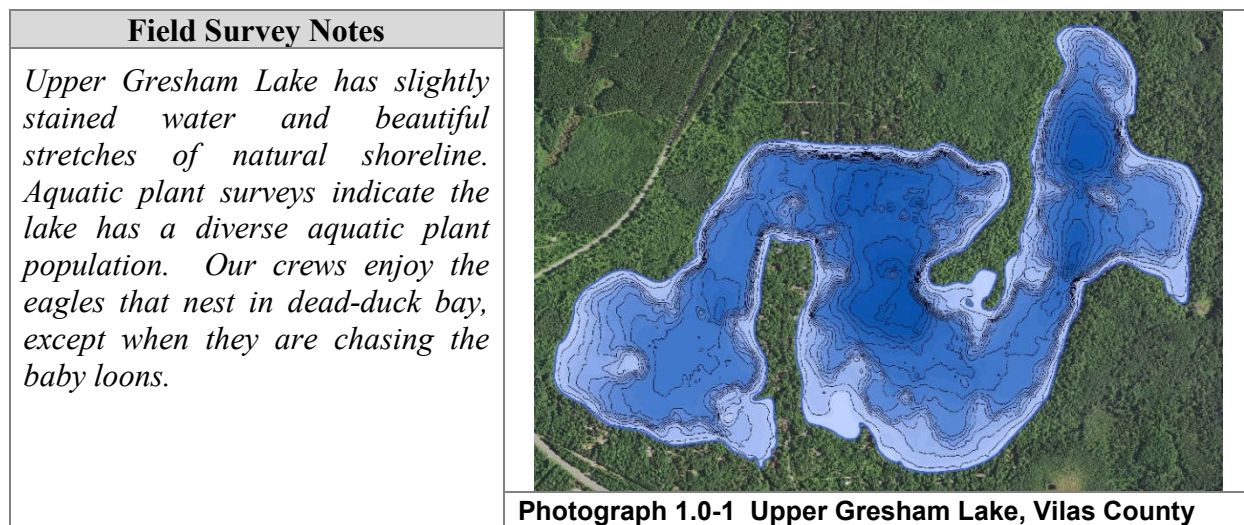 Field Survey Notes
Upper Gresham Lake has slightly
stained water and beautiful
stretches of natural shoreline.
Aquatic plant surveys indicate the
lake has a diverse aquatic plant
population. Our crews enjoy the
eagles that nest in dead-duck bay,
except when they are chasing the
baby loons.
Photograph 1.0-1 Upper Gresham Lake, Vilas County